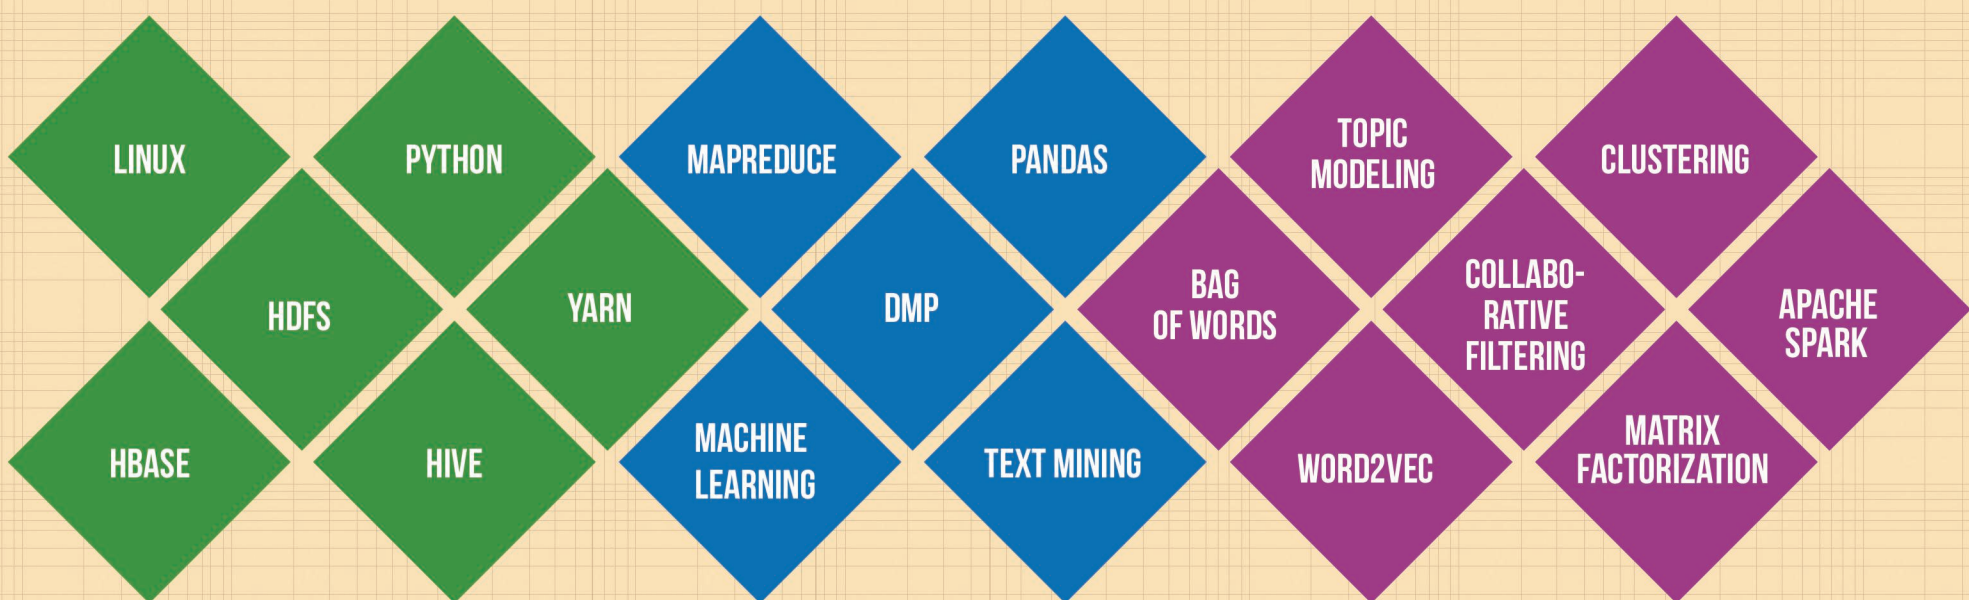 LINUX
PYTHON
MAPREDUCE
PANDAS
TOPIC
MODELING
CLUSTERING
HDFS
YARN
DMP
BAG
OF WORDS
COLLABO-
RATIVE
FILTERING
APACHE
SPARK
HBASE
HIVE
MACHINE
LEARNING
TEXT MINING
WORD2VEC
MATRIX
FACTORIZATION